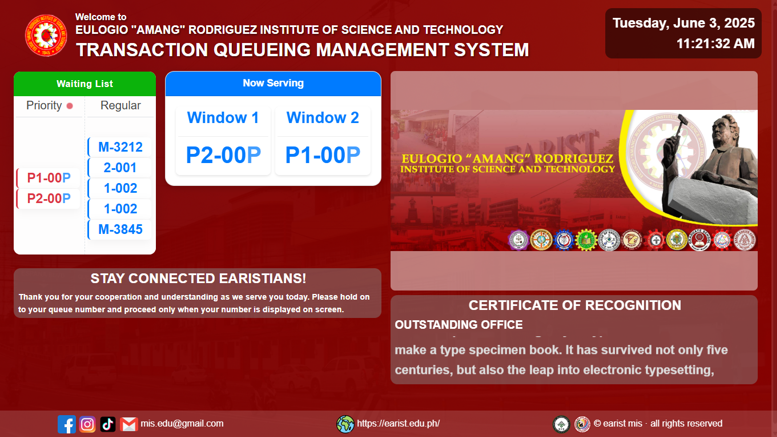 Welcome to
EULOGIO "AMANG" RODRIGUEZ INSTITUTE OF SCIENCE AND TECHNOLOGY
TRANSACTION QUEUEING MANAGEMENT SYSTEM
Tuesday, June 3, 2025
11:21:32 AM
Waiting List
Priority
Regular
P1-00P
P2-00P
M-3212
2-001
1-002
1-002
M-3845
Now Serving
Window 1
Window 2
P2-00P
P1-00P
EULOGIO “AMANG” RODRIGUEZ
INSTITUTE OF SCIENCE AND TECHNOLOGY
STAY CONNECTED EARISTIANS!
Thank you for your cooperation and understanding as we serve you today. Please hold on
to your queue number and proceed only when your number is displayed on screen.
CERTIFICATE OF RECOGNITION
OUTSTANDING OFFICE
make a type specimen book. It has survived not only five
centuries, but also the leap into electronic typesetting,
mis.edu@gmail.com
https://earist.edu.ph/
© earist mis - all rights reserved